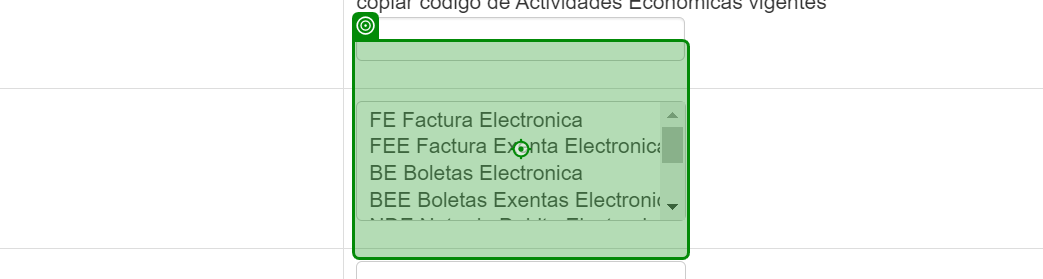 copiar código de Actividades Económicas vigentes
FE Factura Electronica
FEE Factura Exenta Electronica
BE Boletas Electronica
BEE Boletas Exentas Electronic